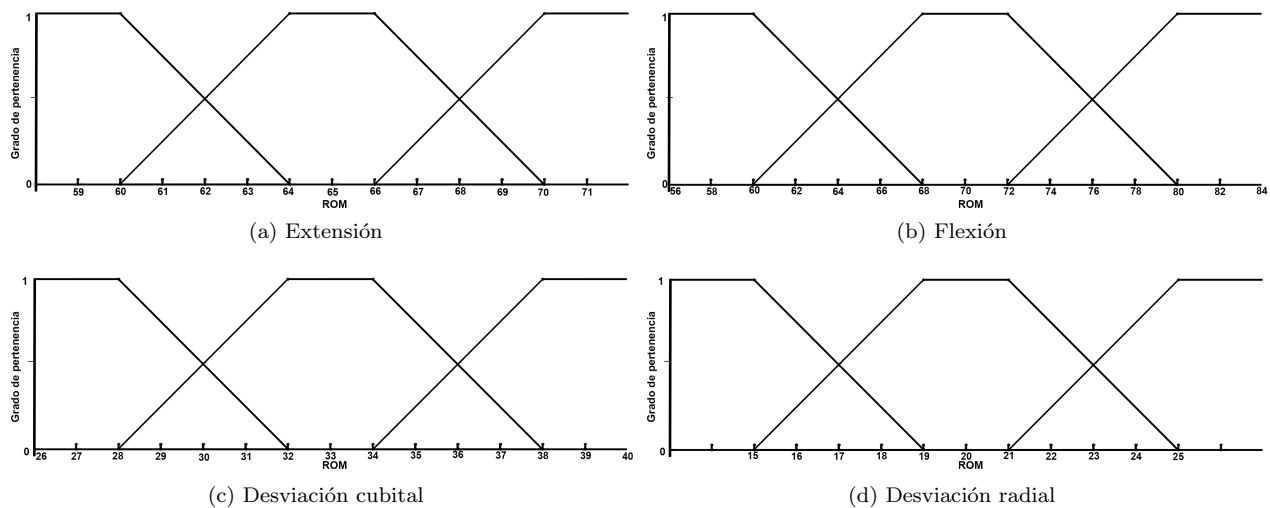 1
Grado de pertenencia
0
59 60 61 62 63 64 65 66 67 68 69 70 71
ROM
(a) Extensión
1
Grado de pertenencia
0
56 58 60 62 64 66 68 70 72 74 76 78 80 82 84
ROM
(b) Flexión
1
Grado de pertenencia
0
26 27 28 29 30 31 32 33 34 35 36 37 38 39 40
ROM
(c) Desviación cubital
1
Grado de pertenencia
0
15 16 17 18 19 20 21 22 23 24 25
ROM
(d) Desviación radial